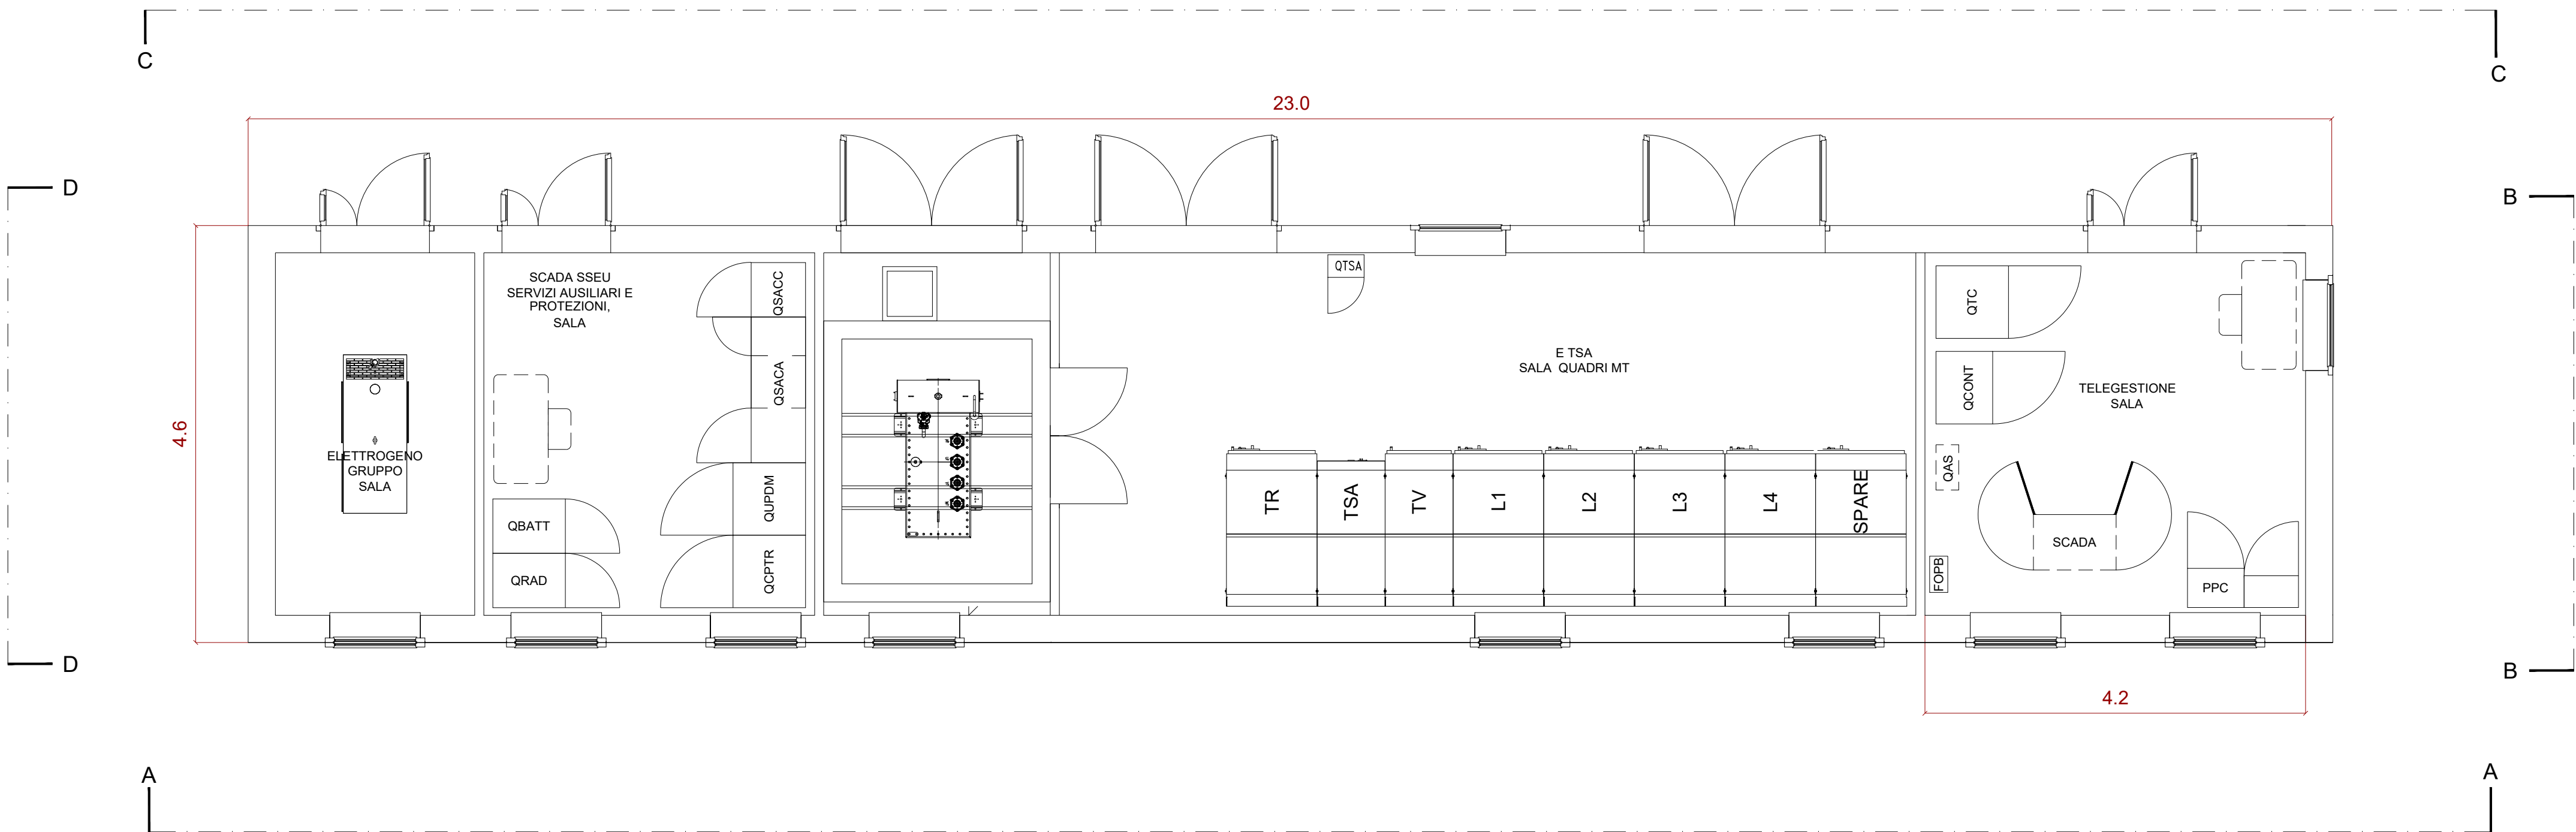 C
C
23.0
D
B
4.6
SCADA SSEU
SERVIZI AUSILIARI E
PROTEZIONI,
SALA
QSACC
QSACA
QUPDM
QCPTR
QBATT
QRAD
ELETTROGENO
GRUPPO
SALA
QTSA
E TSA
SALA QUADRI MT
TR
TSA
TV
L1
L2
L3
L4
SPARE
QTC
QCONT
TELEGESTIONE
SALA
QAS
SCADA
FOPB
PPC
D
B
4.2
A
A